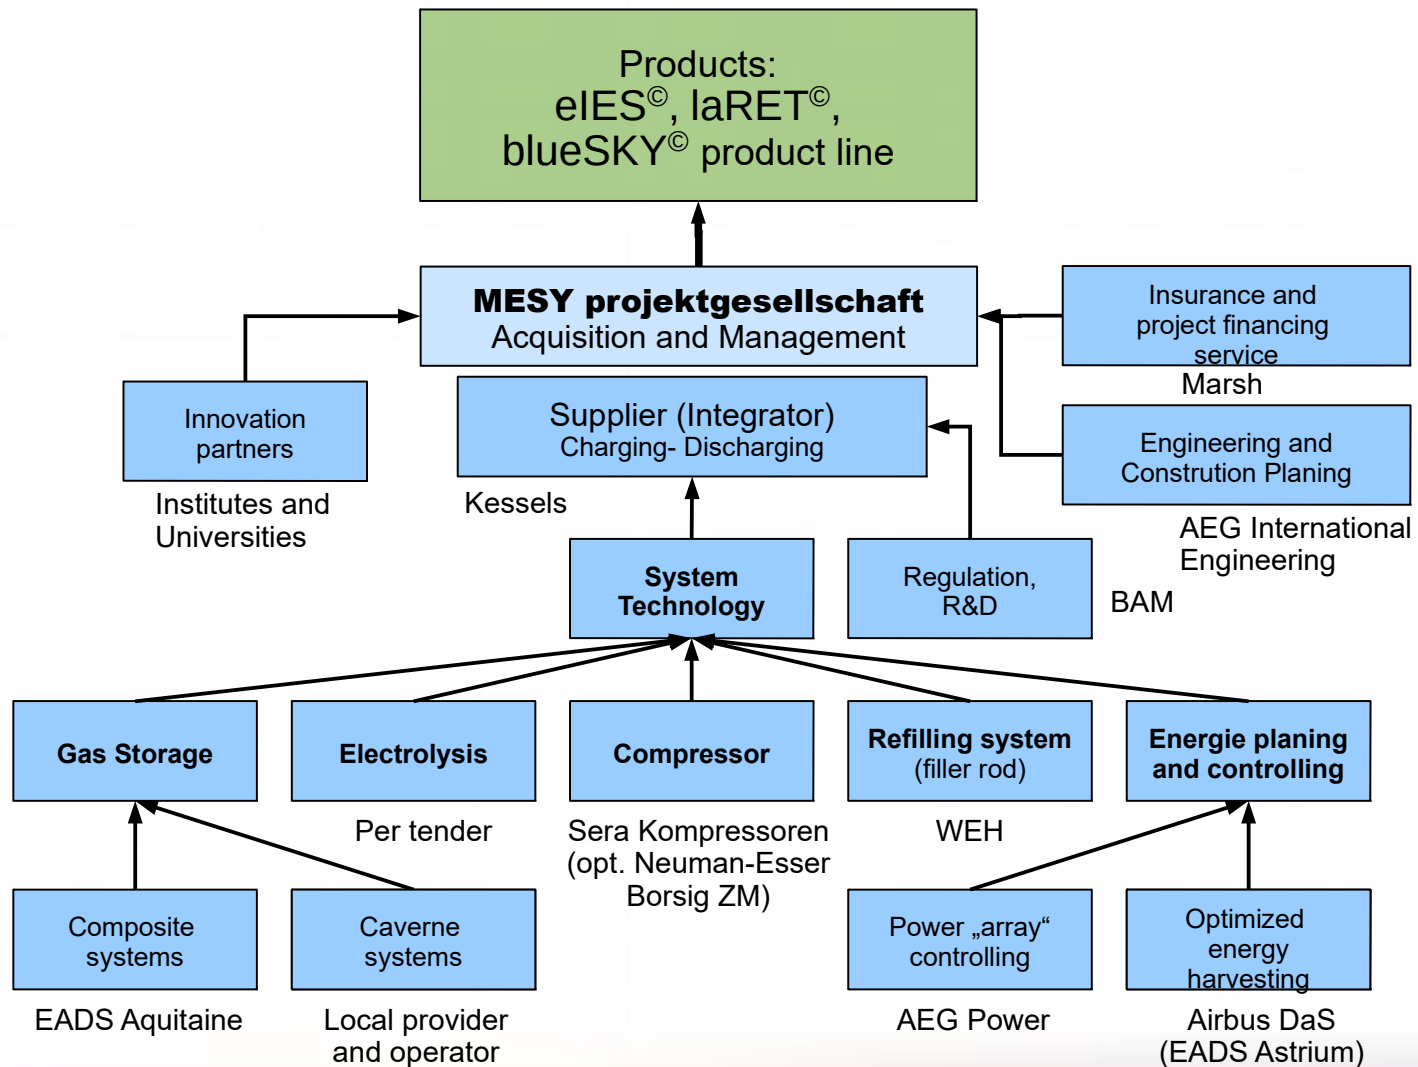 Products:
eIES©, laRET©,
blueSKY© product line
MESY projektgesellschaft
Acquisition and Management
Insurance and
project financing
service
Marsh
Innovation
partners
Institutes and
Universities
Supplier (Integrator)
Charging- Discharging
Kessels
Engineering and
Constrution Planing
AEG International
Engineering
System
Technology
Regulation,
R&D
BAM
Gas Storage
Electrolysis
Per tender
Compressor
Sera Kompressoren
(opt. Neuman-Esser
Borsig ZM)
Refilling system
(filler rod)
WEH
Energie planing
and controlling
Composite
systems
EADS Aquitaine
Caverne
systems
Local provider
and operator
Power „array“
controlling
AEG Power
Optimized
energy
harvesting
Airbus DaS
(EADS Astrium)